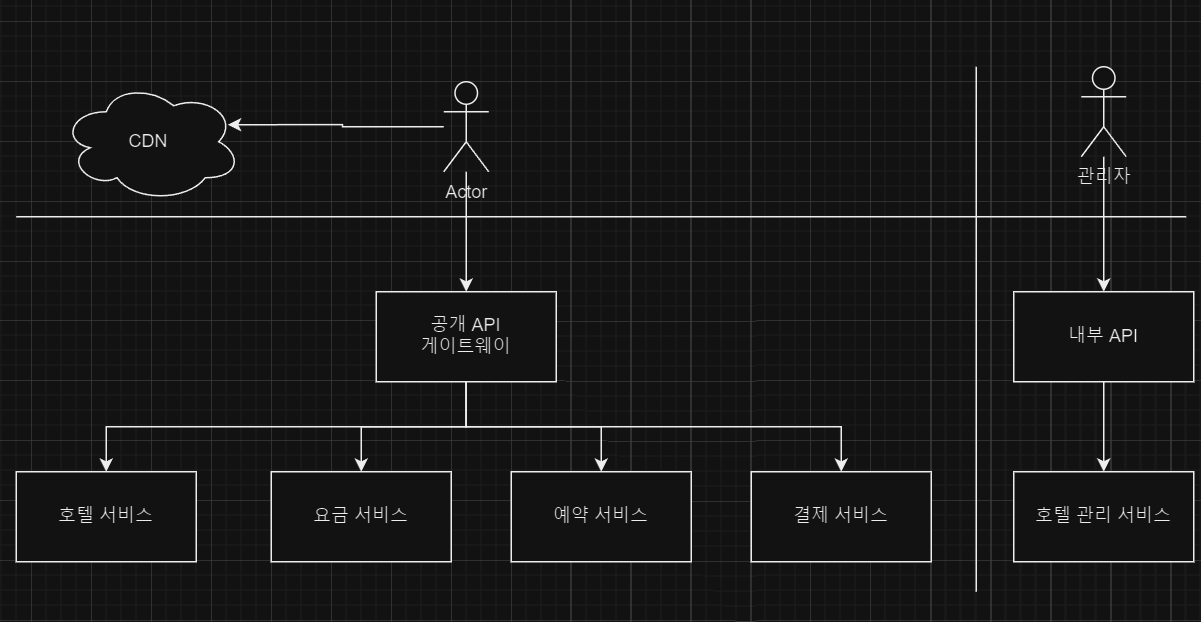 CDN
Actor
관리자
공개 API
게이트웨이
내부 API
호텔 서비스
요금 서비스
예약 서비스
결제 서비스
호텔 관리 서비스